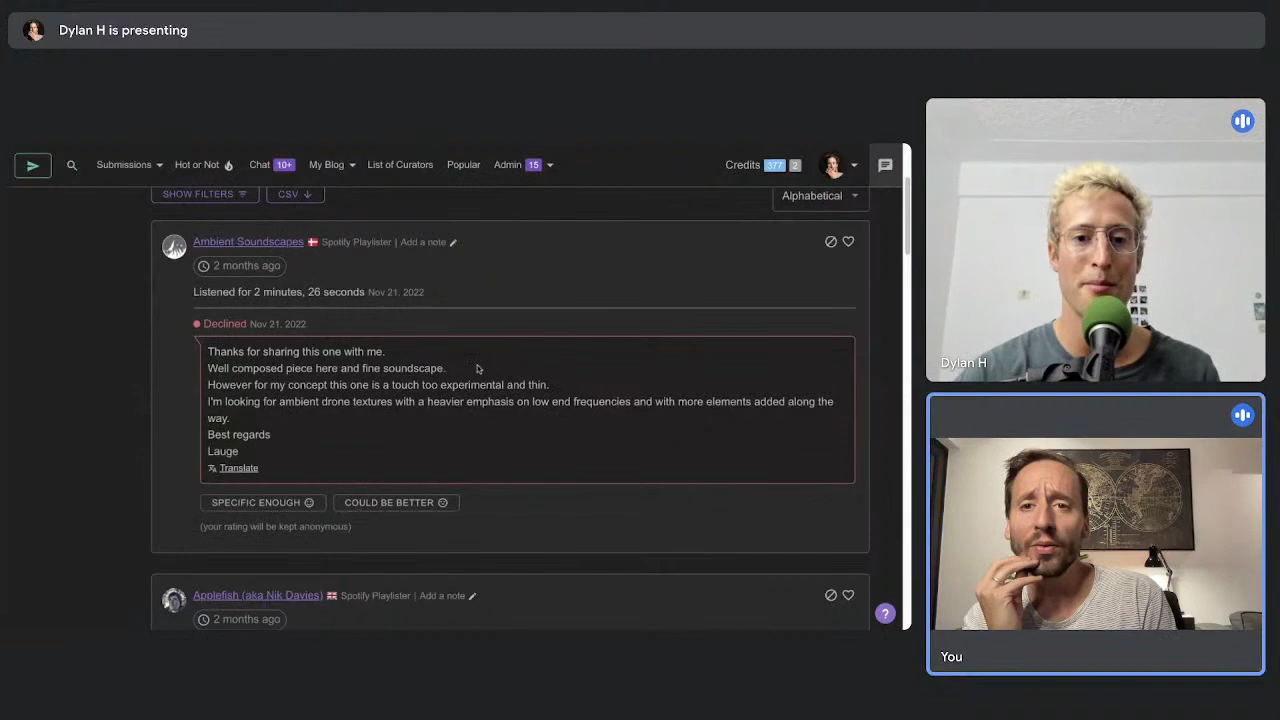 Dylan H is presenting
Submissions Hot or Not Chat 10+ My Blog List of Curators Popular Admin 15 Credits 377 2
SHOW FILTERS CSV Alphabetical
Ambient Soundscapes Spotify Playlister | Add a note
2 months ago
Listened for 2 minutes, 26 seconds Nov 21. 2022
Declined Nov 21. 2022
Thanks for sharing this one with me.
Well composed piece here and fine soundscape.
However for my concept this one is a touch too experimental and thin.
I'm looking for ambient drone textures with a heavier emphasis on low end frequencies and with more elements added along the
way.
Best regards
Lauge
Translate
SPECIFIC ENOUGH COULD BE BETTER
(your rating will be kept anonymous)
Applefish (aka Nik Davies) Spotify Playlister | Add a note
2 months ago
?
Dylan H
You